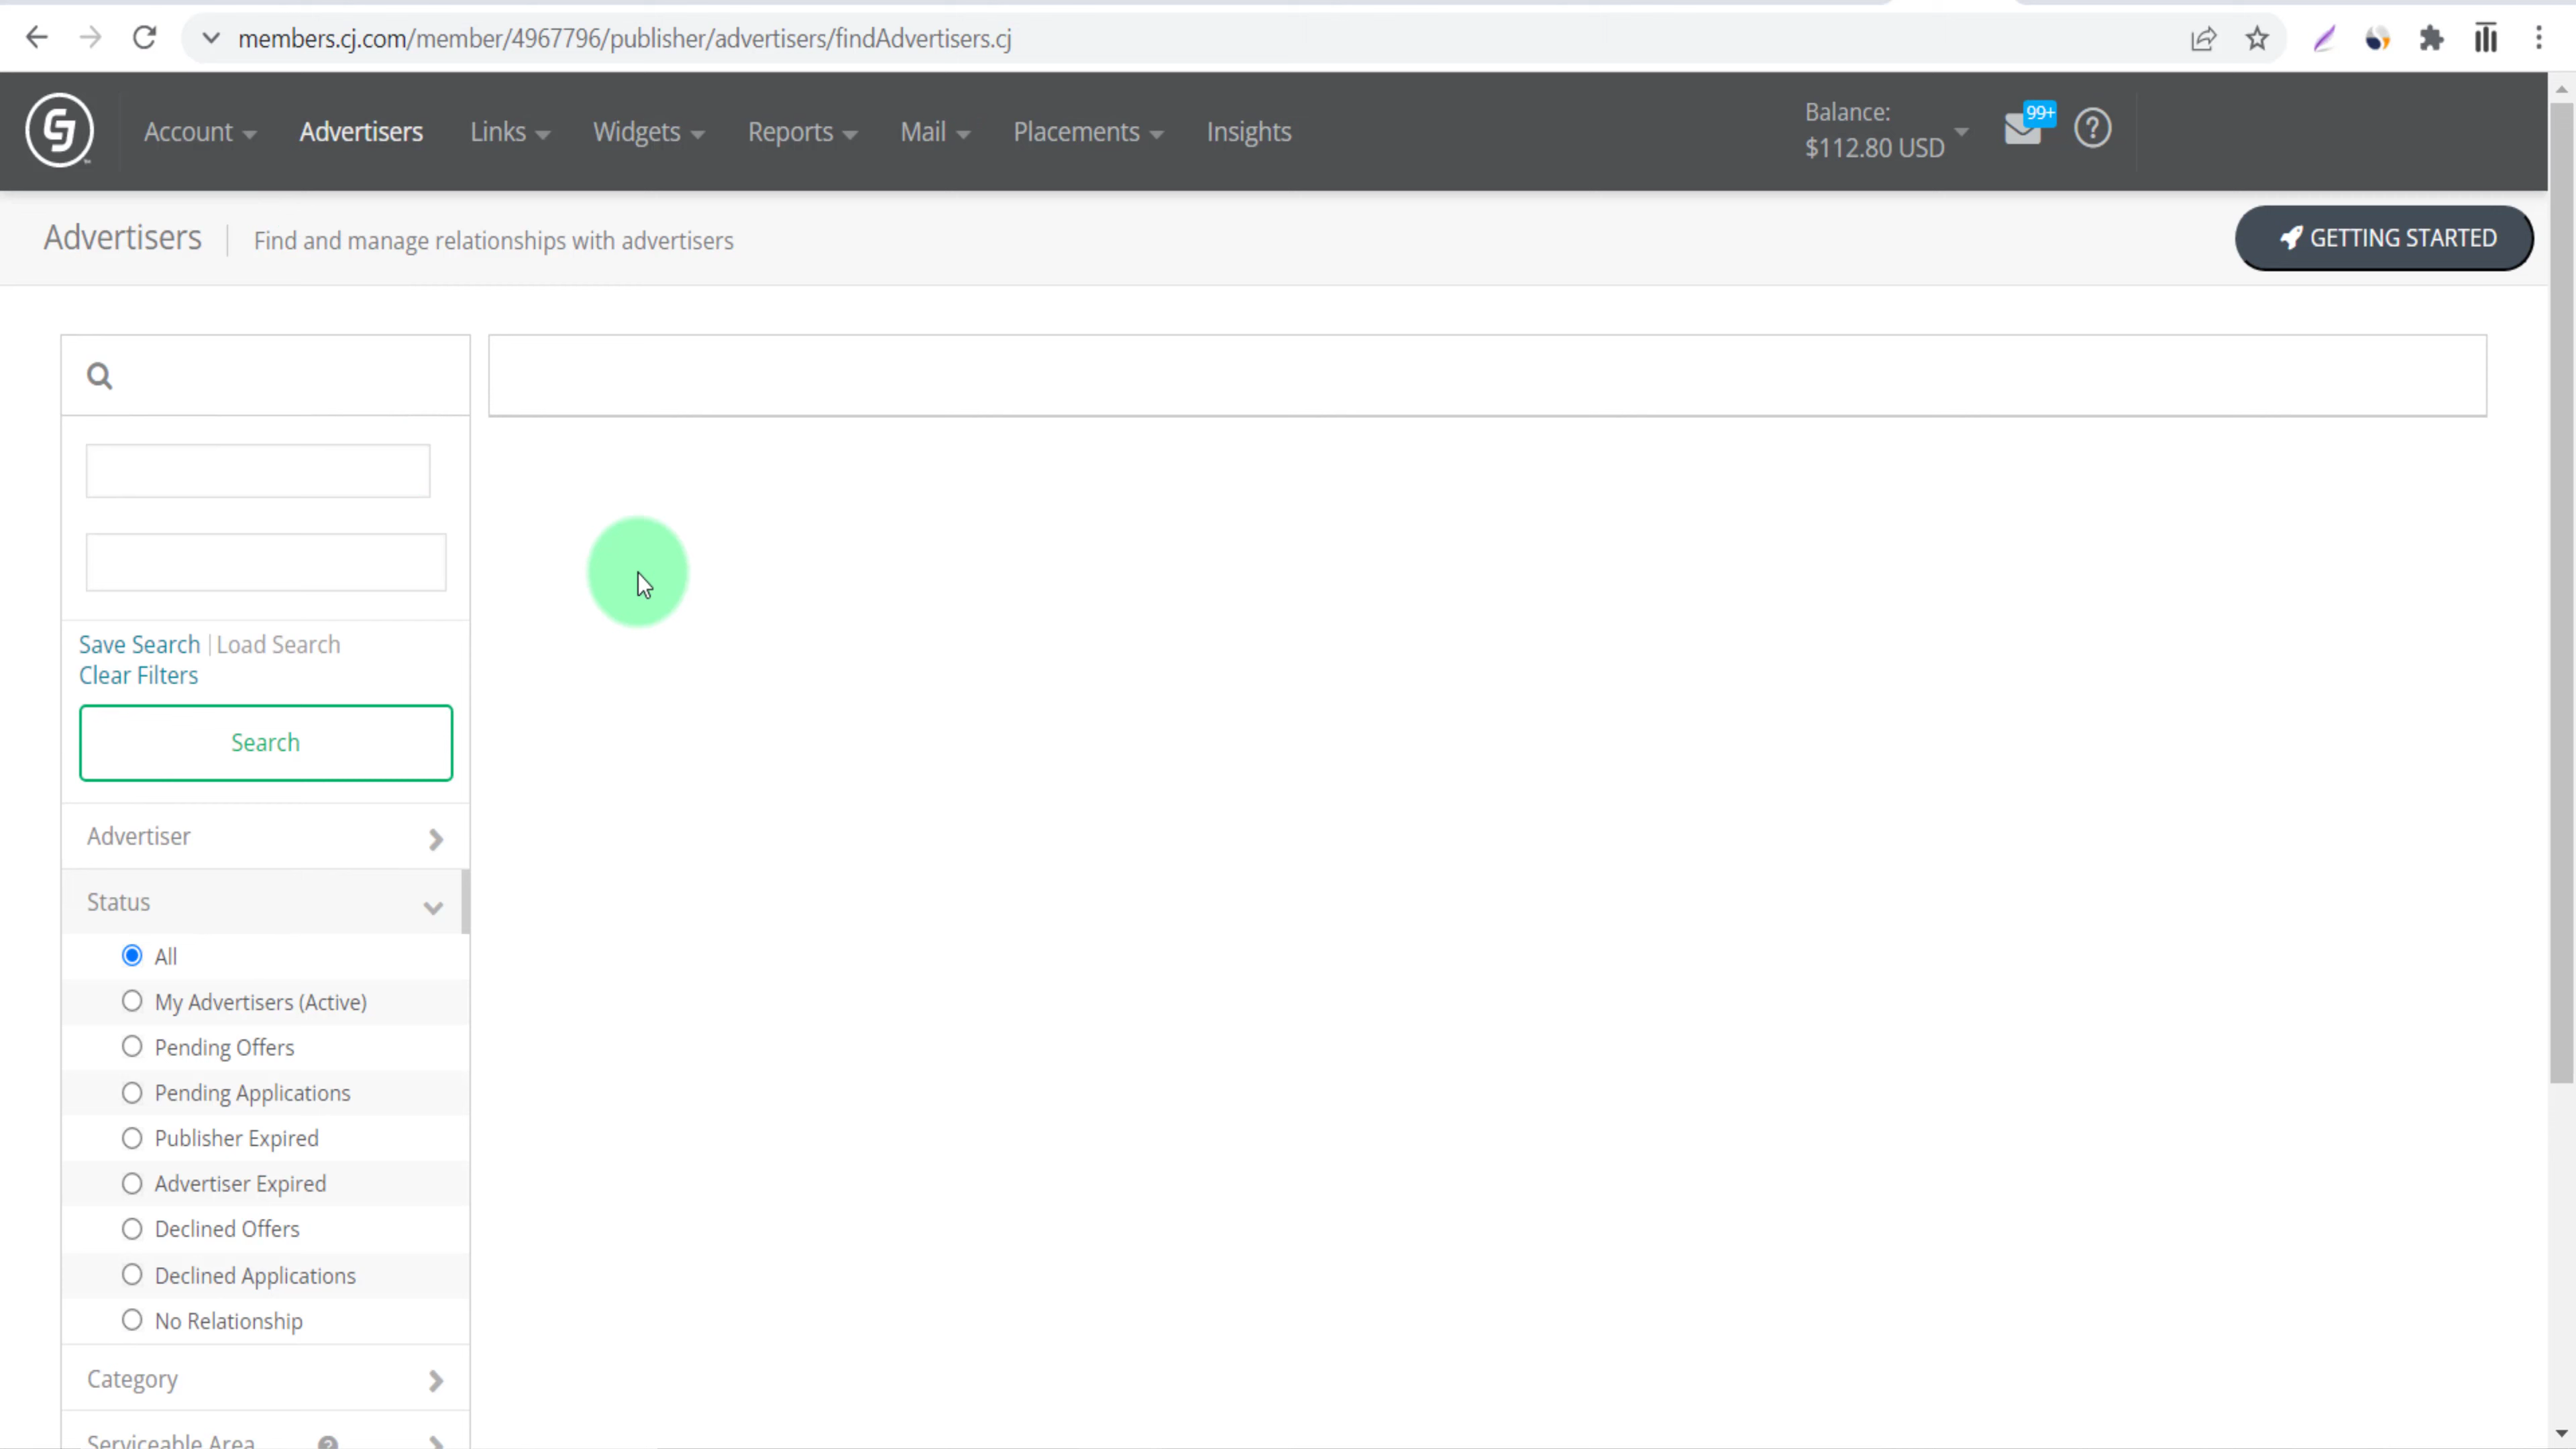 members.cj.com/member/4967796/publisher/advertisers/findAdvertisers.cj
CJ
Account
Advertisers
Links
Widgets
Reports
Mail
Placements
Insights
Balance:
$112.80 USD
99+
?
Advertisers
Find and manage relationships with advertisers
GETTING STARTED
Save Search | Load Search
Clear Filters
Search
Advertiser
Status
All
My Advertisers (Active)
Pending Offers
Pending Applications
Publisher Expired
Advertiser Expired
Declined Offers
Declined Applications
No Relationship
Category
Serviceable Area ?